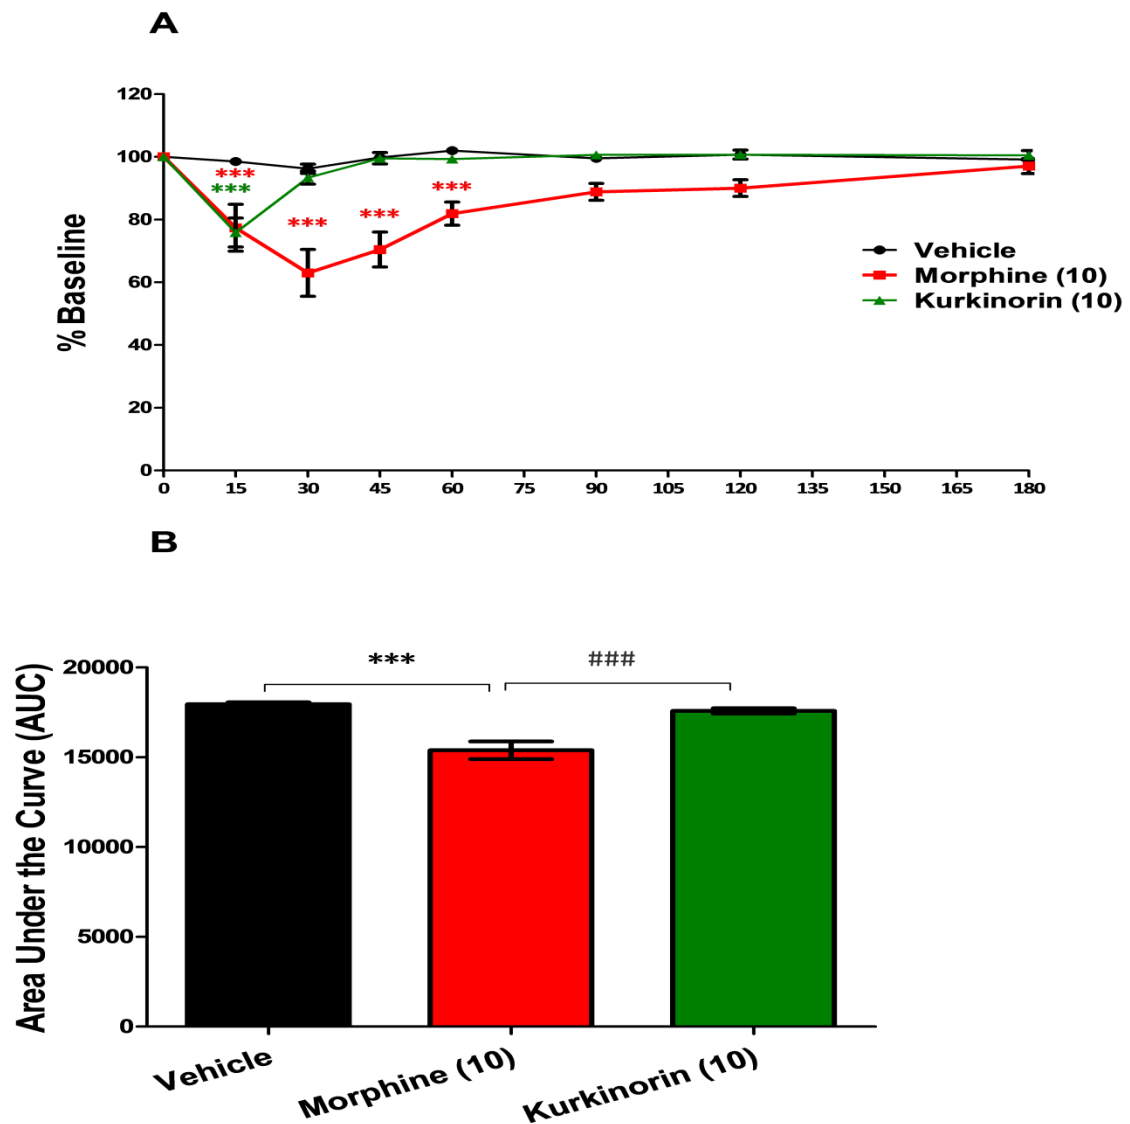 A
120
100
80
60
40
20
0
% Baseline
***
***
***
***
***
Vehicle
Morphine (10)
Kurkinorin (10)
0 15 30 45 60 75 90 105 120 135 150 165 180
B
20000
15000
10000
5000
0
Area Under the Curve (AUC)
*** ###
Vehicle
Morphine (10)
Kurkinorin (10)